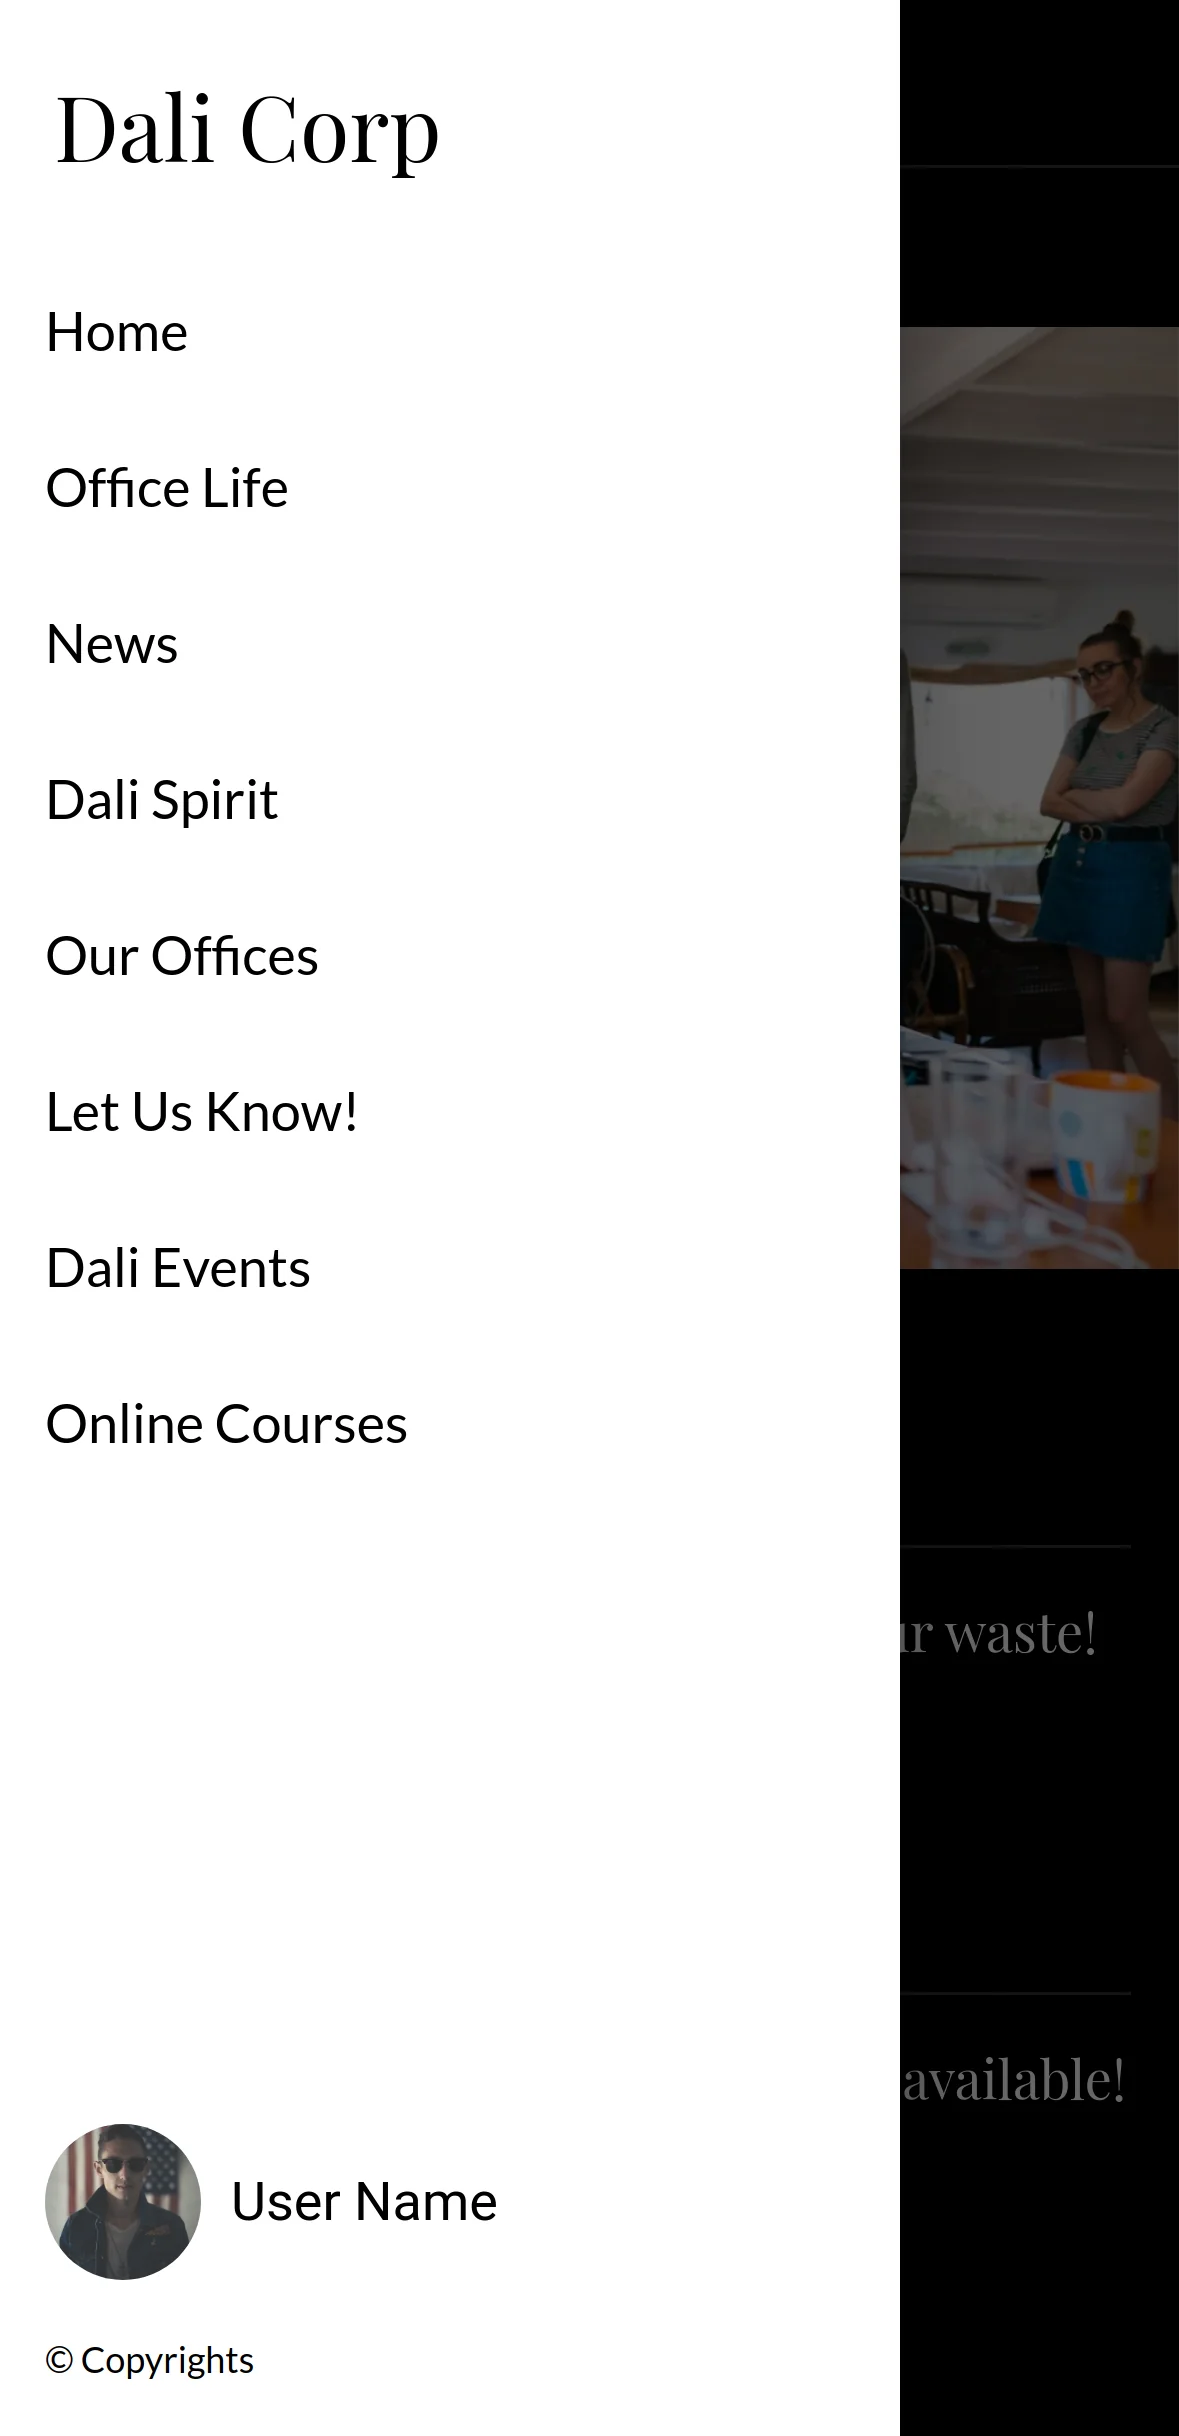 Dali Corp
Home
Office Life
News
Dali Spirit
Our Offices
Let Us Know!
Dali Events
Online Courses
waste!
available!
User Name
© Copyrights